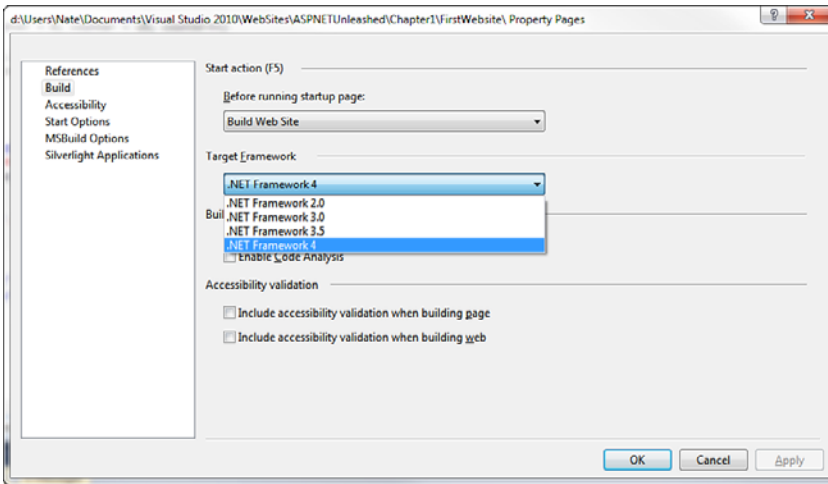 d:\Users\Nate\Documents\Visual Studio 2010\WebSites\ASPNETUnleashed\Chapter1\FirstWebsite\ Property Pages
References
Build
Accessibility
Start Options
MSBuild Options
Silverlight Applications
Start action (F5)
Before running startup page:
Build Web Site
Target Framework
.NET Framework 4
.NET Framework 2.0
.NET Framework 3.0
Buil
.NET Framework 3.5
.NET Framework 4
Enable Code Analysis
Accessibility validation
Include accessibility validation when building page
Include accessibility validation when building web
OK
Cancel
Apply